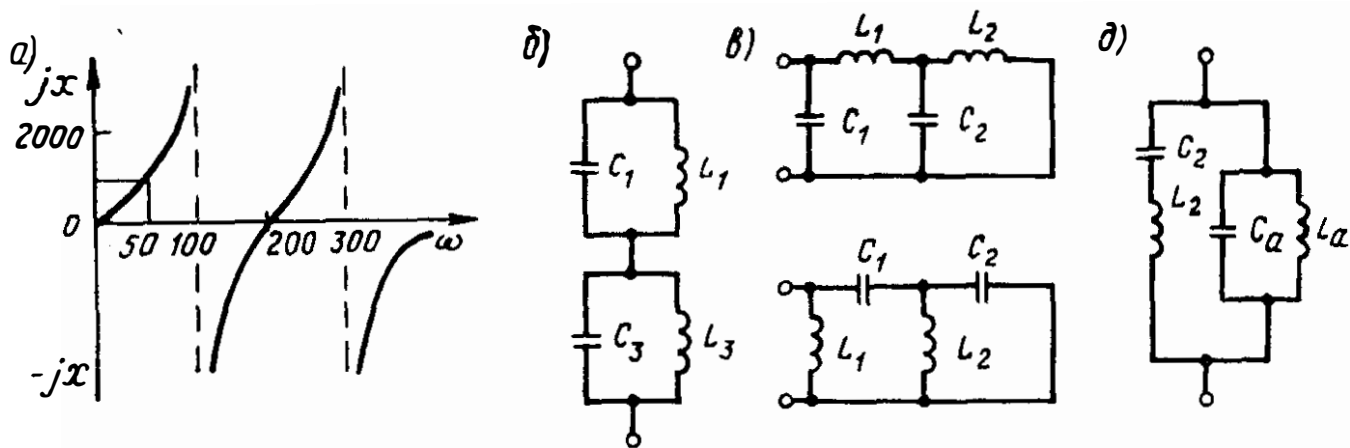 а)
jx
2000
0
50 100 200 300 ω
-jx
б)
C₁ L₁
C₃ L₃
в)
L₁ L₂
C₁ C₂
C₁ C₂
L₁ L₂
д)
C₂
L₂
Cₐ Lₐ